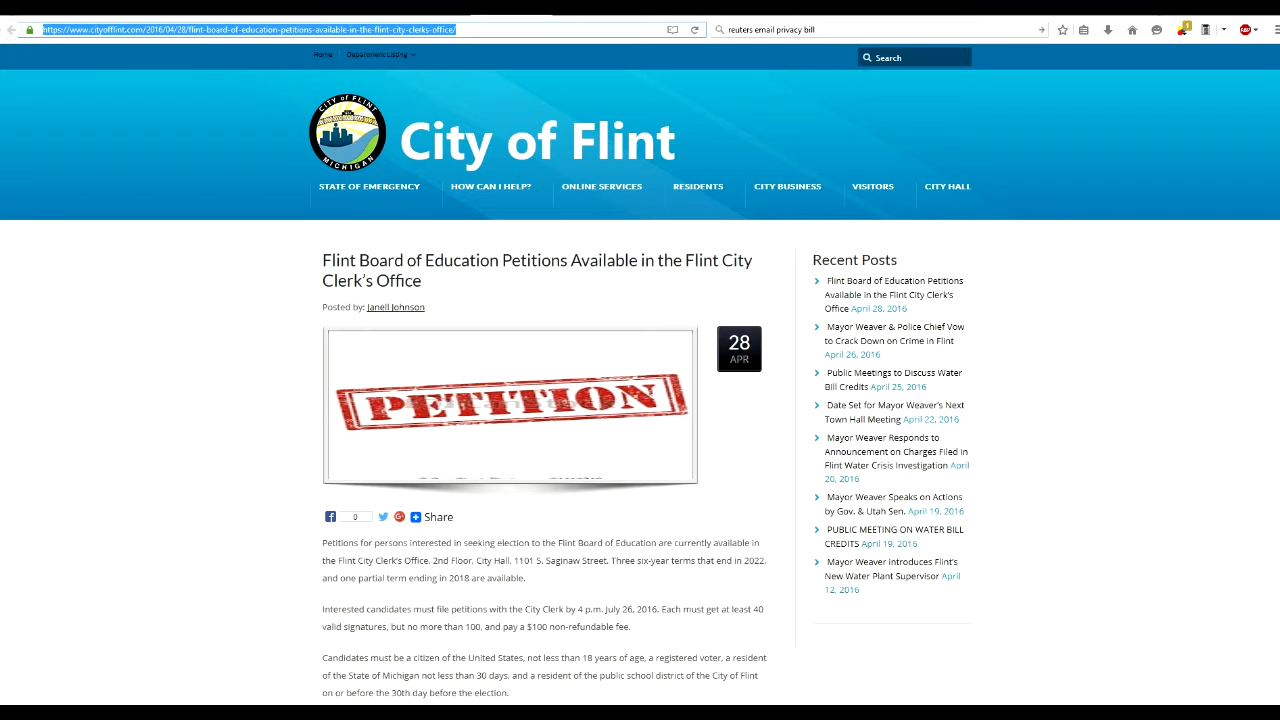 https://www.cityofflint.com/2016/04/28/flint-board-of-education-petitions-available-in-the-flint-city-clerks-office/
reuters email privacy bill
1
ABP
Home
Department Listing
Search
CITY OF FLINT
MICHIGAN
City of Flint
STATE OF EMERGENCY
HOW CAN I HELP?
ONLINE SERVICES
RESIDENTS
CITY BUSINESS
VISITORS
CITY HALL
Flint Board of Education Petitions Available in the Flint City
Clerk's Office
Posted by: Janell Johnson
28
APR
PETITION
0
Share
Petitions for persons interested in seeking election to the Flint Board of Education are currently available in
the Flint City Clerk's Office, 2nd Floor, City Hall, 1101 S. Saginaw Street. Three six-year terms that end in 2022,
and one partial term ending in 2018 are available.
Interested candidates must file petitions with the City Clerk by 4 p.m. July 26, 2016. Each must get at least 40
valid signatures, but no more than 100, and pay a $100 non-refundable fee.
Candidates must be a citizen of the United States, not less than 18 years of age, a registered voter, a resident
of the State of Michigan not less than 30 days, and a resident of the public school district of the City of Flint
on or before the 30th day before the election.
Recent Posts
Flint Board of Education Petitions
Available in the Flint City Clerk's
Office April 28, 2016
Mayor Weaver & Police Chief Vow
to Crack Down on Crime in Flint
April 26, 2016
Public Meetings to Discuss Water
Bill Credits April 25, 2016
Date Set for Mayor Weaver's Next
Town Hall Meeting April 22, 2016
Mayor Weaver Responds to
Announcement on Charges Filed in
Flint Water Crisis Investigation April
20, 2016
Mayor Weaver Speaks on Actions
by Gov. & Utah Sen. April 19, 2016
PUBLIC MEETING ON WATER BILL
CREDITS April 19, 2016
Mayor Weaver Introduces Flint's
New Water Plant Supervisor April
12, 2016